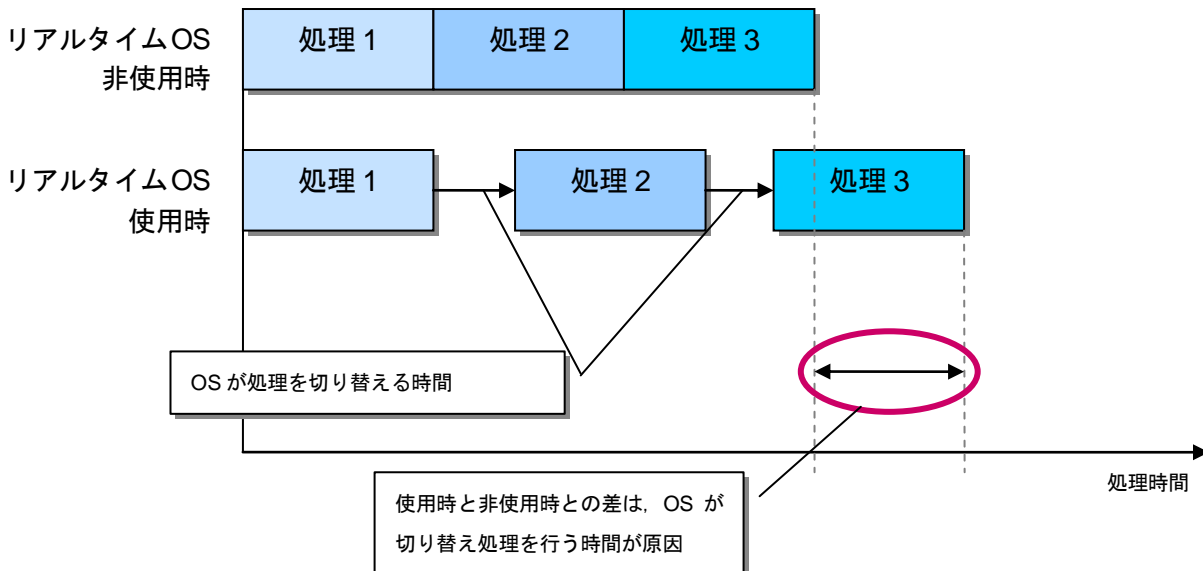 リアルタイムOS
非使用時
処理1
処理2
処理3
リアルタイムOS
使用時
処理1
処理2
処理3
OSが処理を切り替える時間
処理時間
使用時と非使用時との差は，OS が
切り替え処理を行う時間が原因